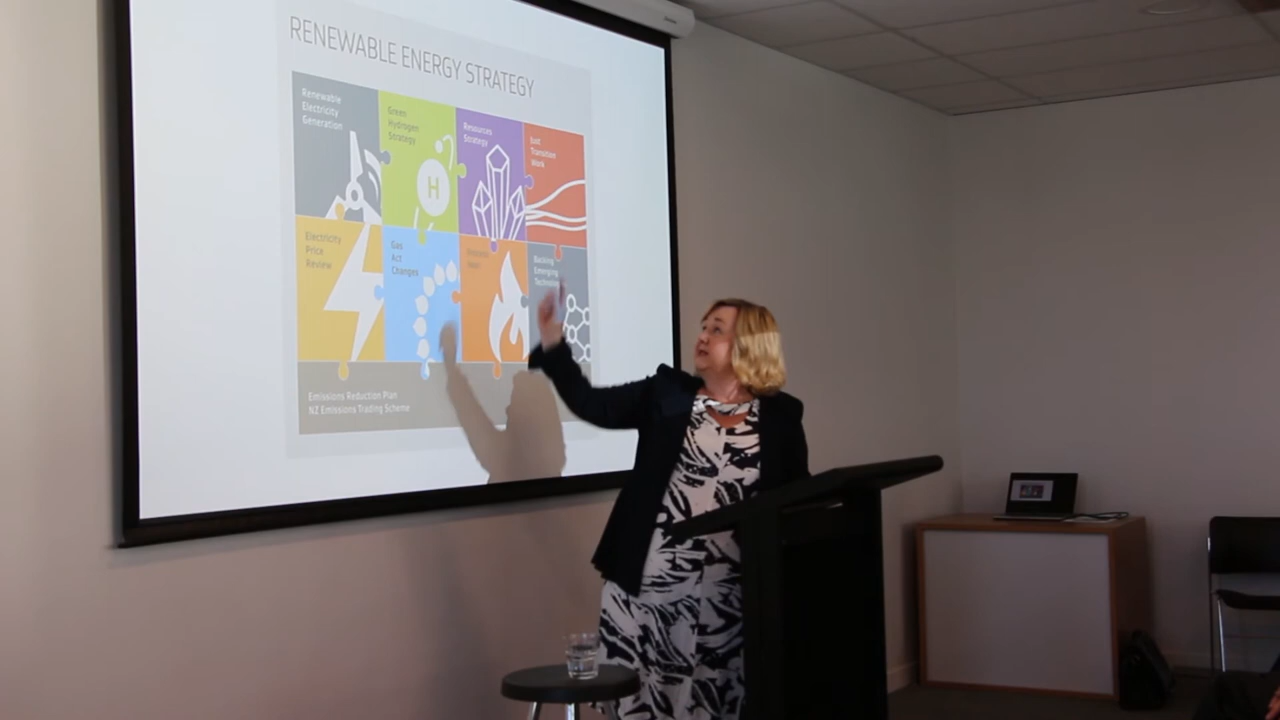 RENEWABLE ENERGY STRATEGY
Renewable
Electricity
Generation
Green
Hydrogen
Strategy
Resources
Strategy
Just
Transition
Work
H
Electricity
Price
Review
Gas
Act
Changes
Backing
Emerging
Emissions Reduction Plan
NZ Emissions Trading Scheme